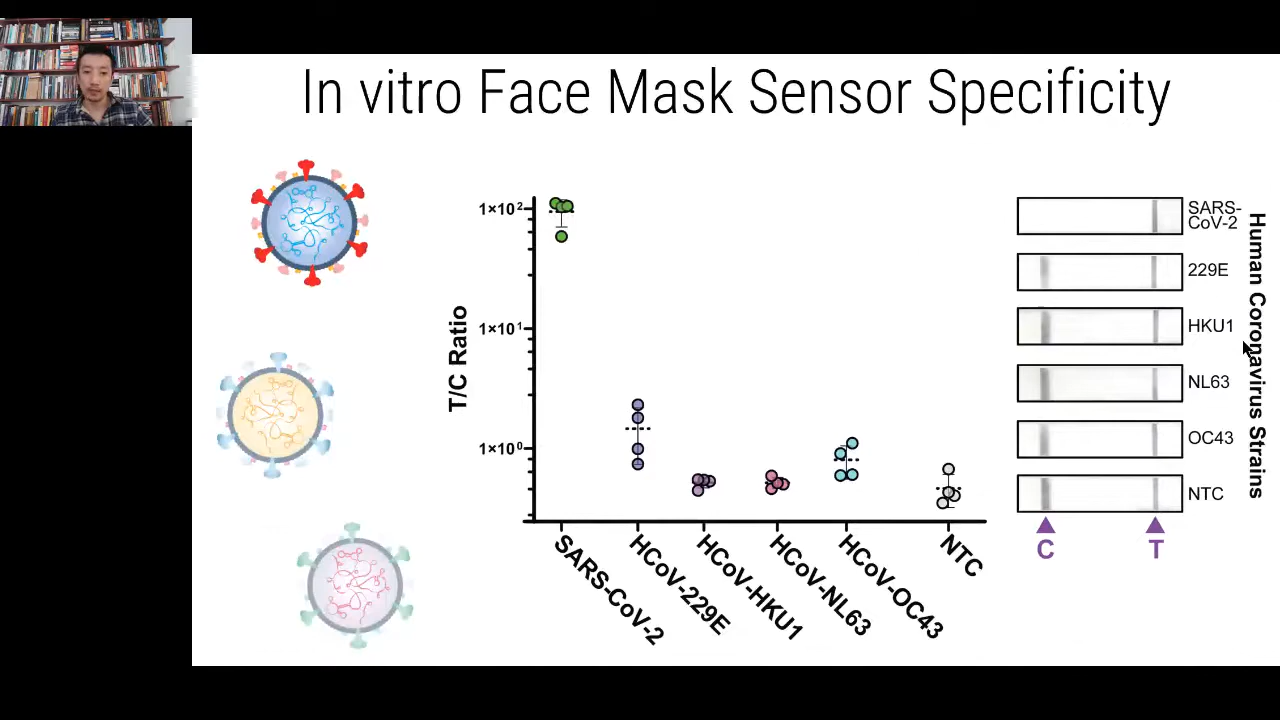 In vitro Face Mask Sensor Specificity
T/C Ratio
1×10²
1×10¹
1×10⁰
SARS-CoV-2
HCoV-229E
HCoV-HKU1
HCoV-NL63
HCoV-OC43
NTC
SARS-
CoV-2
229E
HKU1
NL63
OC43
NTC
C
T
Human Coronavirus Strains